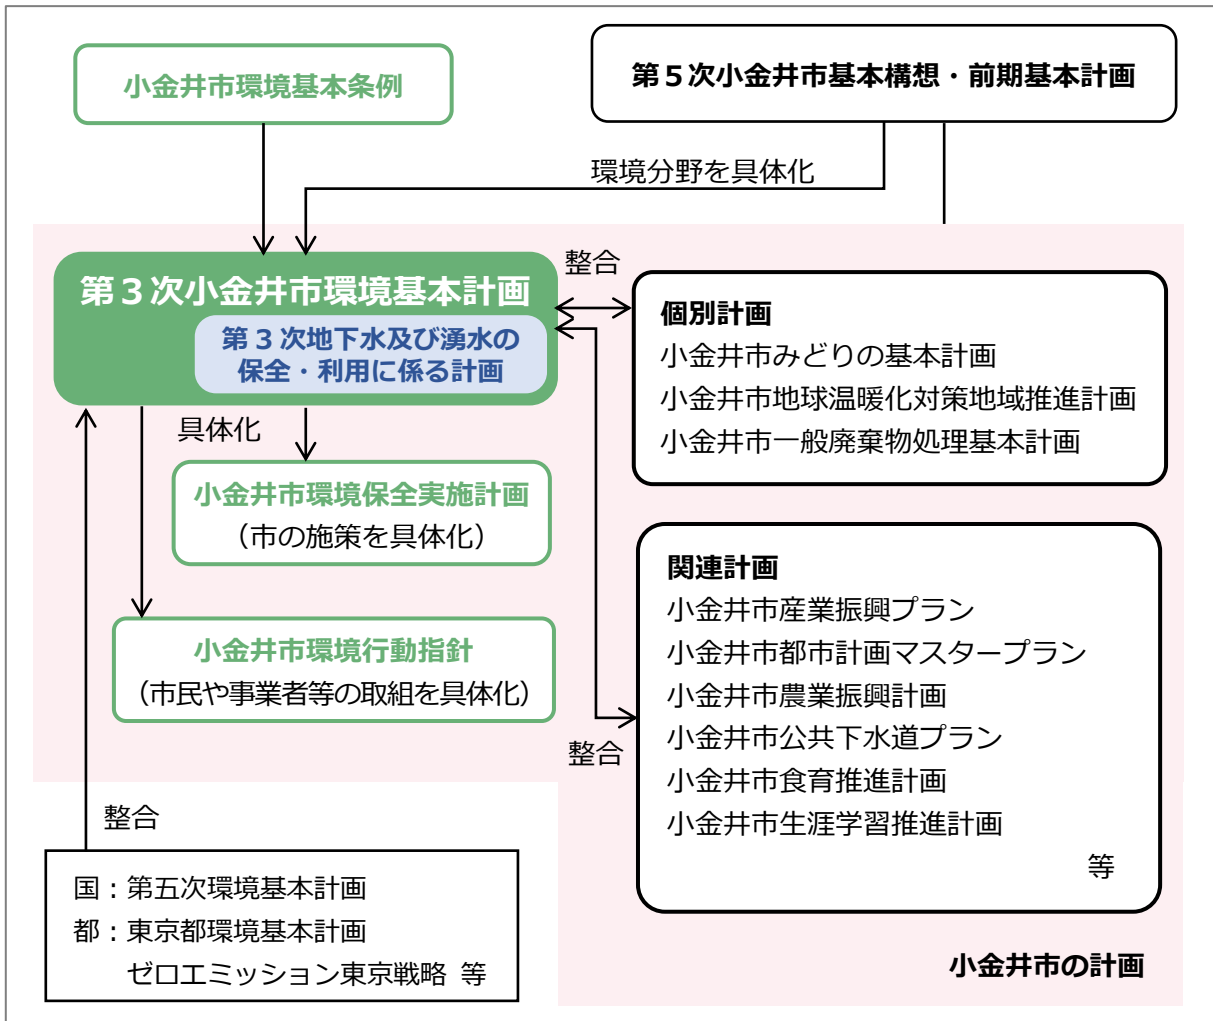 小金井市環境基本条例
第５次小金井市基本構想・前期基本計画
環境分野を具体化
第３次小金井市環境基本計画
第３次地下水及び湧水の
保全・利用に係る計画
整合
個別計画
小金井市みどりの基本計画
小金井市地球温暖化対策地域推進計画
小金井市一般廃棄物処理基本計画
具体化
小金井市環境保全実施計画
（市の施策を具体化）
小金井市環境行動指針
（市民や事業者等の取組を具体化）
整合
関連計画
小金井市産業振興プラン
小金井市都市計画マスタープラン
小金井市農業振興計画
小金井市公共下水道プラン
小金井市食育推進計画
小金井市生涯学習推進計画
等
整合
国：第五次環境基本計画
都：東京都環境基本計画
ゼロエミッション東京戦略 等
小金井市の計画